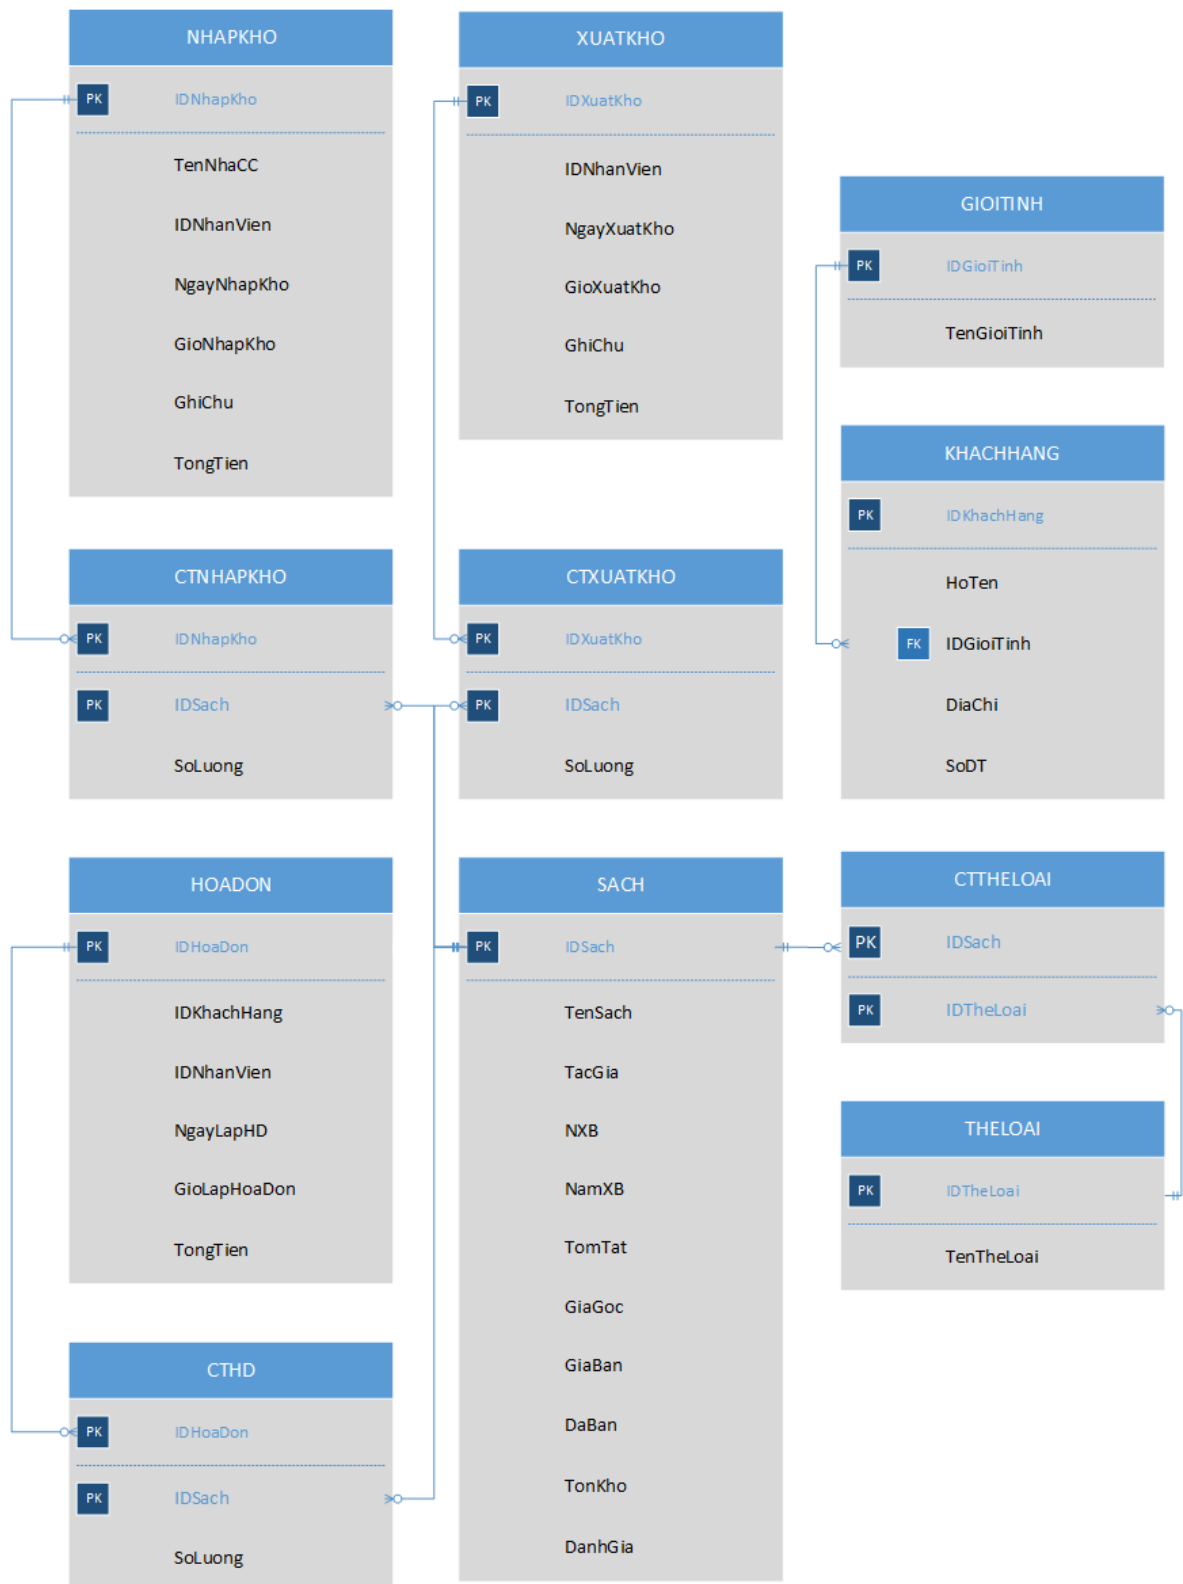 NHAPKHO
PK IDNhapKho
TenNhaCC
IDNhanVien
NgayNhapKho
GioNhapKho
GhiChu
TongTien
XUATKHO
PK IDXuatKho
IDNhanVien
NgayXuatKho
GioXuatKho
GhiChu
TongTien
GIOITINH
PK IDGioiTinh
TenGioiTinh
KHACHHANG
PK IDKhachHang
HoTen
FK IDGioiTinh
DiaChi
SoDT
CTNHAPKHO
PK IDNhapKho
PK IDSach
SoLuong
CTXUATKHO
PK IDXuatKho
PK IDSach
SoLuong
HOADON
PK IDHoaDon
IDKhachHang
IDNhanVien
NgayLapHD
GioLapHoaDon
TongTien
SACH
PK IDSach
TenSach
TacGia
NXB
NamXB
TomTat
GiaGoc
GiaBan
DaBan
TonKho
DanhGia
CTTHELOAI
PK IDSach
PK IDTheLoai
THELOAI
PK IDTheLoai
TenTheLoai
CTHD
PK IDHoaDon
PK IDSach
SoLuong